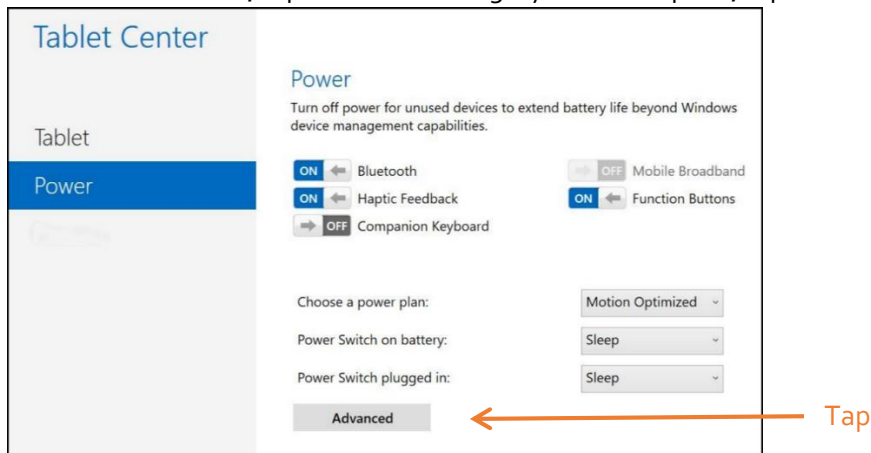 Tablet Center
Tablet
Power
Power
Turn off power for unused devices to extend battery life beyond Windows
device management capabilities.
ON Bluetooth
OFF Mobile Broadband
ON Haptic Feedback
ON Function Buttons
OFF Companion Keyboard
Choose a power plan: Motion Optimized
Power Switch on battery: Sleep
Power Switch plugged in: Sleep
Advanced
Tap